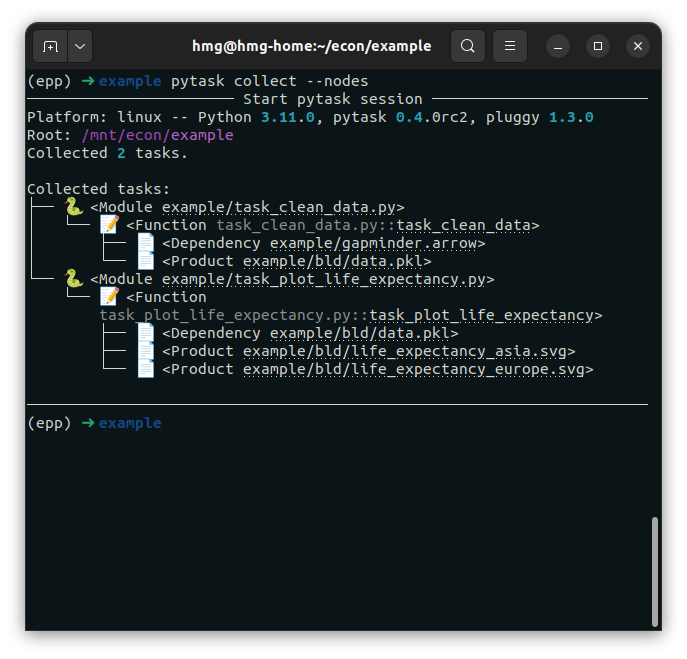 hmg@hmg-home:~/econ/example
(epp) ➜ example pytask collect --nodes
Start pytask session
Platform: linux -- Python 3.11.0, pytask 0.4.0rc2, pluggy 1.3.0
Root: /mnt/econ/example
Collected 2 tasks.
Collected tasks:
<Module example/task_clean_data.py>
<Function task_clean_data.py::task_clean_data>
<Dependency example/gapminder.arrow>
<Product example/bld/data.pkl>
<Module example/task_plot_life_expectancy.py>
<Function
task_plot_life_expectancy.py::task_plot_life_expectancy>
<Dependency example/bld/data.pkl>
<Product example/bld/life_expectancy_asia.svg>
<Product example/bld/life_expectancy_europe.svg>
(epp) ➜ example